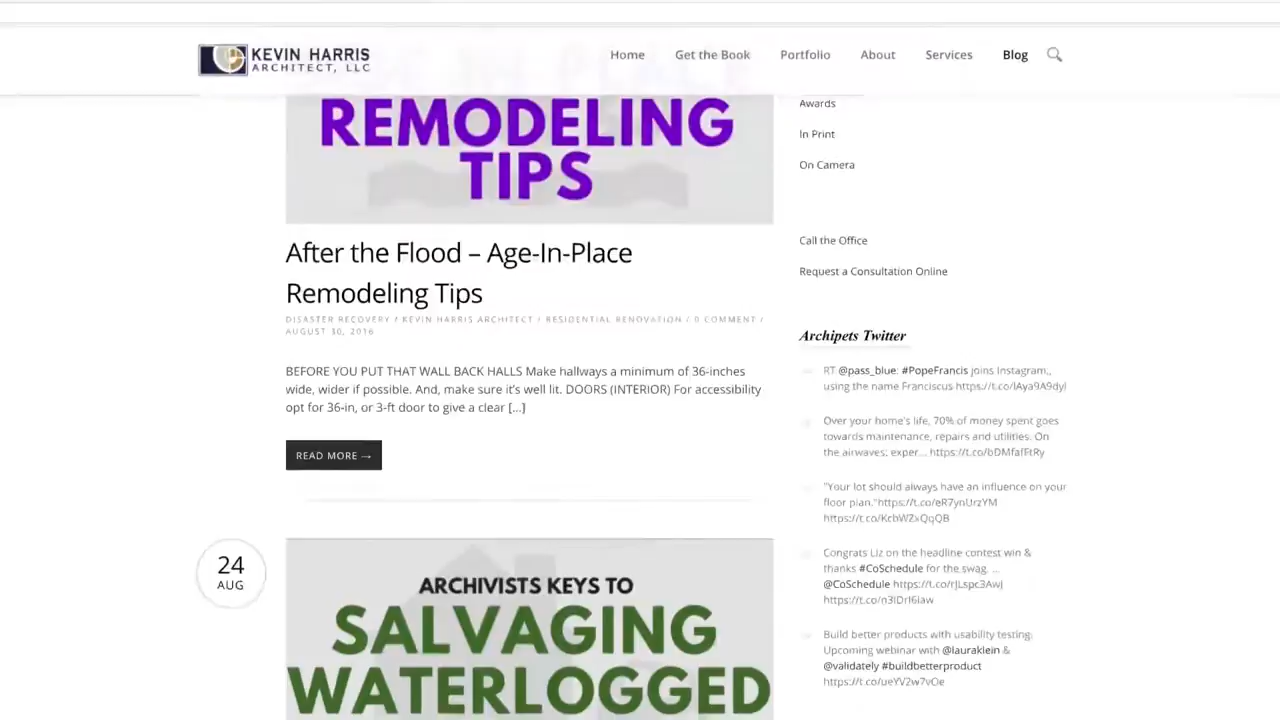 KEVIN HARRIS
ARCHITECT, LLC
Home Get the Book Portfolio About Services Blog
REMODELING
TIPS
After the Flood – Age-In-Place
Remodeling Tips
DISASTER RECOVERY / KEVIN HARRIS ARCHITECT / RESIDENTIAL RENOVATION / 0 COMMENT /
AUGUST 30, 2016
BEFORE YOU PUT THAT WALL BACK HALLS Make hallways a minimum of 36-inches
wide, wider if possible. And, make sure it's well lit. DOORS (INTERIOR) For accessibility
opt for 36-in, or 3-ft door to give a clear [...]
READ MORE →
24
AUG
ARCHIVISTS KEYS TO
SALVAGING
WATERLOGGED
Awards
In Print
On Camera
Call the Office
Request a Consultation Online
Archipets Twitter
RT @pass_blue: #PopeFrancis joins Instagram,
using the name Franciscus
Over your home's life, 70% of money spent goes
towards maintenance, repairs and utilities. On
the airwaves: exper...
"Your lot should always have an influence on your
floor plan."https://t.co/eR7ynUrzYM
Congrats Liz on the headline contest win &
thanks #CoSchedule for the swag. ...
@CoSchedule
Build better products with usability testing:
Upcoming webinar with @lauraklein &
@validately #buildbetterproduct
https://t.co/ueYV2w7vOe